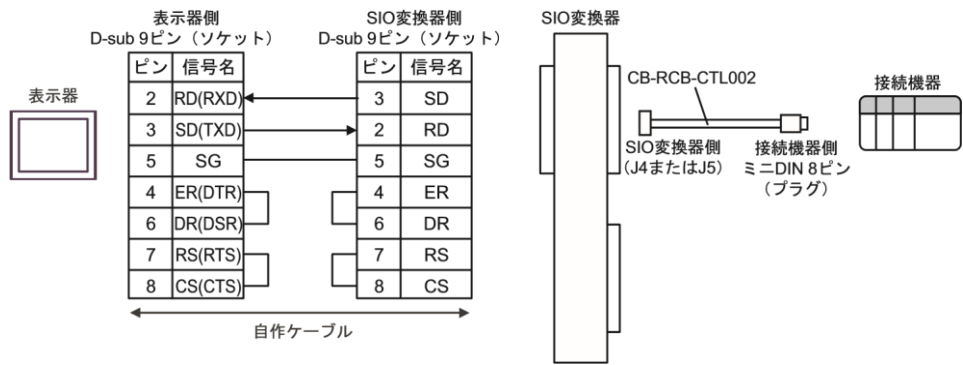 表示器
表示器側
D-sub 9ピン（ソケット）
ピン 信号名
2 RD(RXD)
3 SD(TXD)
5 SG
4 ER(DTR)
6 DR(DSR)
7 RS(RTS)
8 CS(CTS)
SIO変換器側
D-sub 9ピン（ソケット）
ピン 信号名
3 SD
2 RD
5 SG
4 ER
6 DR
7 RS
8 CS
自作ケーブル
SIO変換器
CB-RCB-CTL002
SIO変換器側
(J4またはJ5)
接続機器側
ミニDIN 8ピン
（プラグ）
接続機器